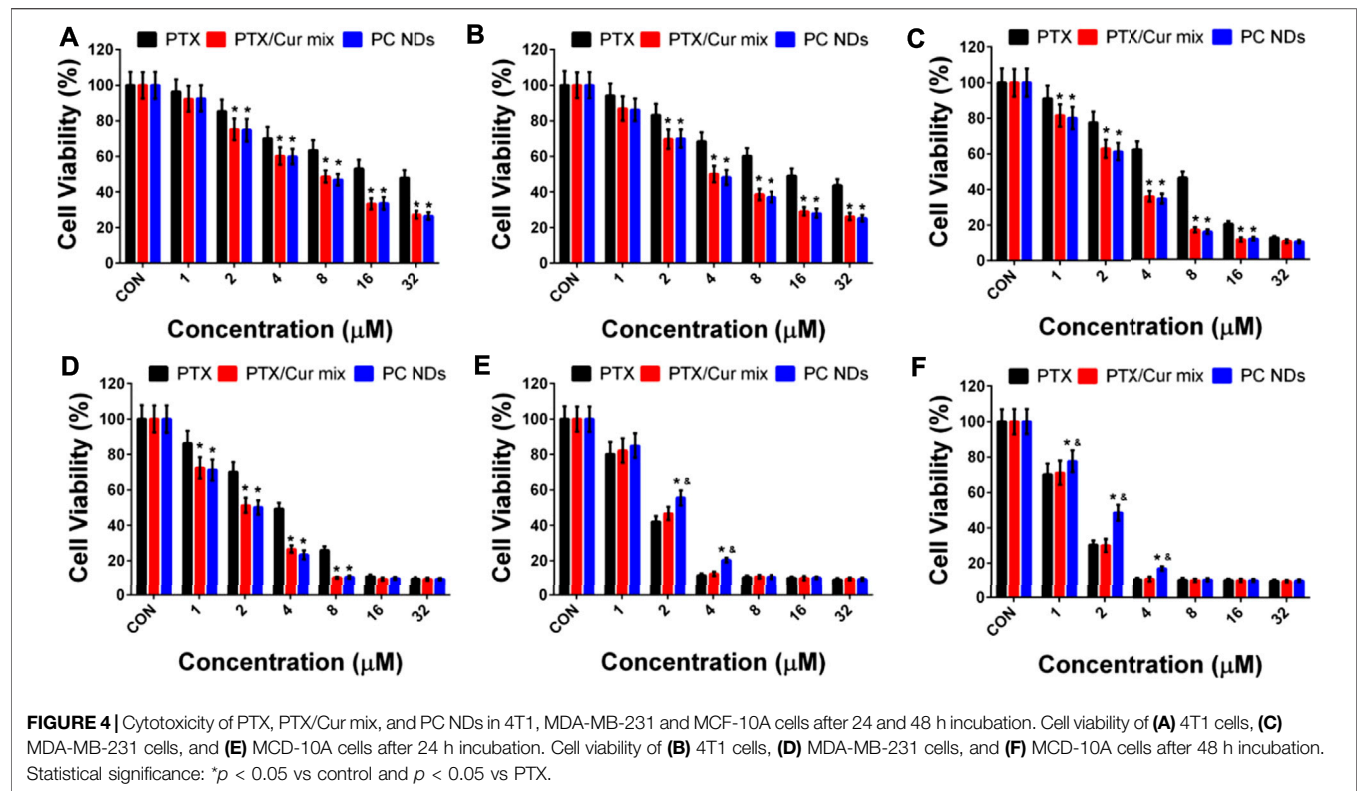 A
PTX PTX/Cur mix PC NDs
Cell Viability (%)
120
100
80
60
40
20
0
* *
* *
* *
* *
* *
CON 1 2 4 8 16 32
Concentration (μM)
B
PTX PTX/Cur mix PC NDs
Cell Viability (%)
120
100
80
60
40
20
0
* *
* *
* *
* *
* *
CON 1 2 4 8 16 32
Concentration (μM)
C
PTX PTX/Cur mix PC NDs
Cell Viability (%)
120
100
80
60
40
20
0
* *
* *
* *
* *
* *
CON 1 2 4 8 16 32
Concentration (μM)
D
PTX PTX/Cur mix PC NDs
Cell Viability (%)
120
100
80
60
40
20
0
* *
* *
* *
* *
CON 1 2 4 8 16 32
Concentration (μM)
E
PTX PTX/Cur mix PC NDs
Cell Viability (%)
120
100
80
60
40
20
0
* &
* &
CON 1 2 4 8 16 32
Concentration (μM)
F
PTX PTX/Cur mix PC NDs
Cell Viability (%)
120
100
80
60
40
20
0
* &
* &
* &
CON 1 2 4 8 16 32
Concentration (μM)
FIGURE 4 | Cytotoxicity of PTX, PTX/Cur mix, and PC NDs in 4T1, MDA-MB-231 and MCF-10A cells after 24 and 48 h incubation. Cell viability of (A) 4T1 cells, (C)
MDA-MB-231 cells, and (E) MCD-10A cells after 24 h incubation. Cell viability of (B) 4T1 cells, (D) MDA-MB-231 cells, and (F) MCD-10A cells after 48 h incubation.
Statistical significance: *p < 0.05 vs control and p < 0.05 vs PTX.